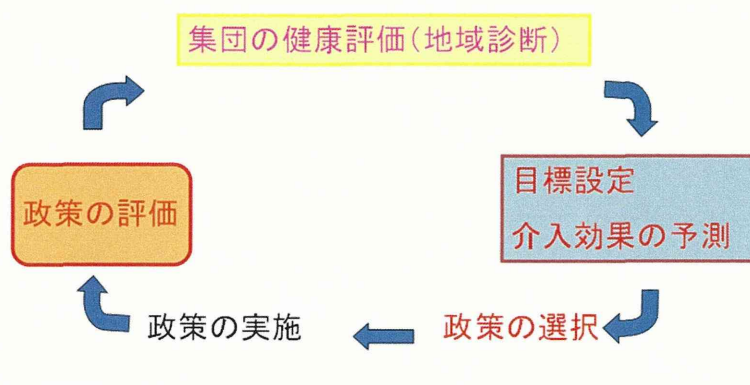 集団の健康評価(地域診断)
目標設定
介入効果の予測
政策の評価
政策の実施
政策の選択